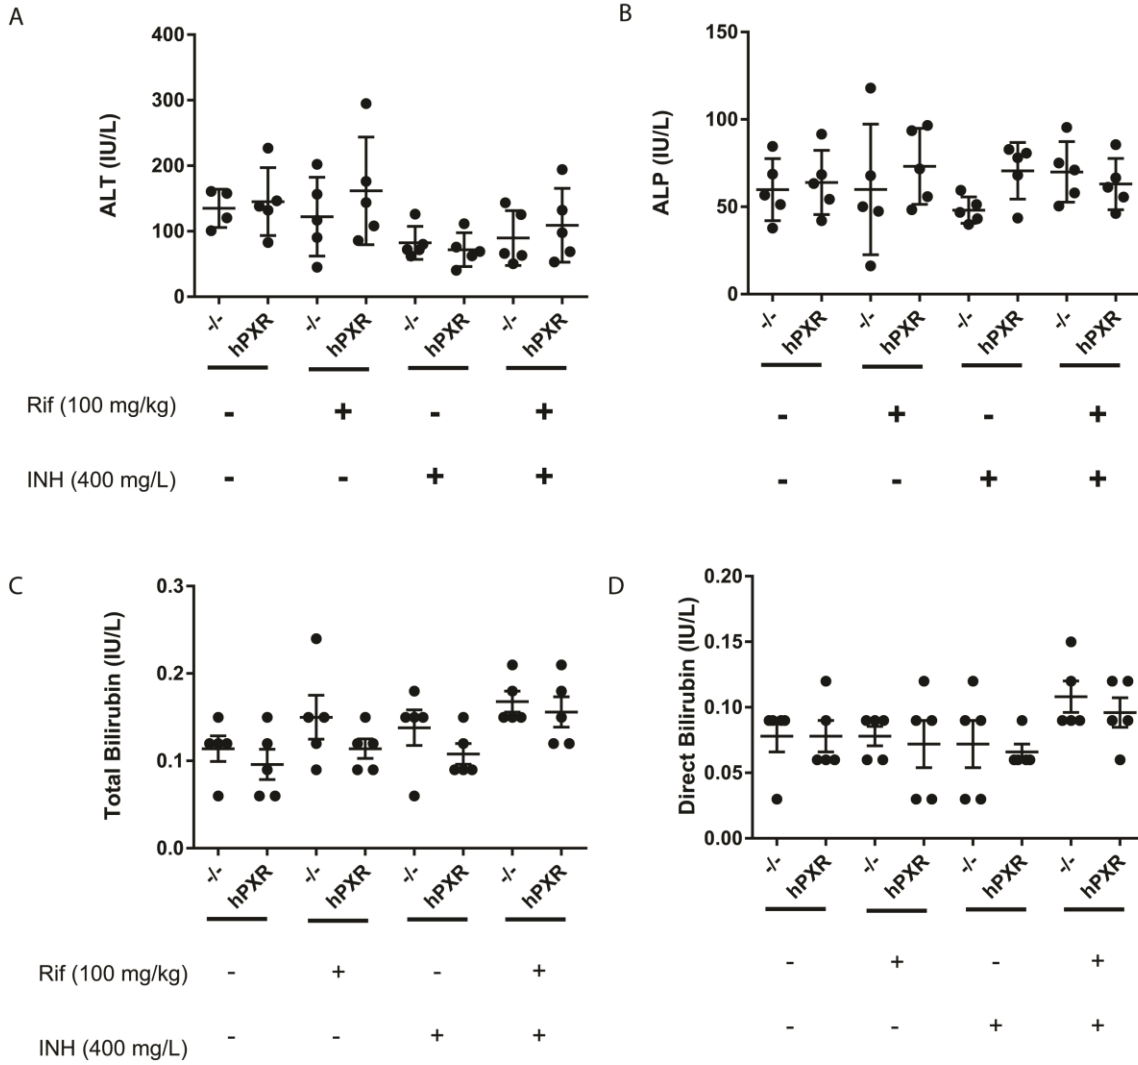 A
ALT (IU/L)
400
300
200
100
0
-/-
hPXR
-/-
hPXR
-/-
hPXR
-/-
hPXR
Rif (100 mg/kg) - + - +
INH (400 mg/L) - - + +
B
ALP (IU/L)
150
100
50
0
-/-
hPXR
-/-
hPXR
-/-
hPXR
-/-
hPXR
- + - +
- - + +
C
Total Bilirubin (IU/L)
0.3
0.2
0.1
0.0
-/-
hPXR
-/-
hPXR
-/-
hPXR
-/-
hPXR
Rif (100 mg/kg) - + - +
INH (400 mg/L) - - + +
D
Direct Bilirubin (IU/L)
0.20
0.15
0.10
0.05
0.00
-/-
hPXR
-/-
hPXR
-/-
hPXR
-/-
hPXR
- + - +
- - + +